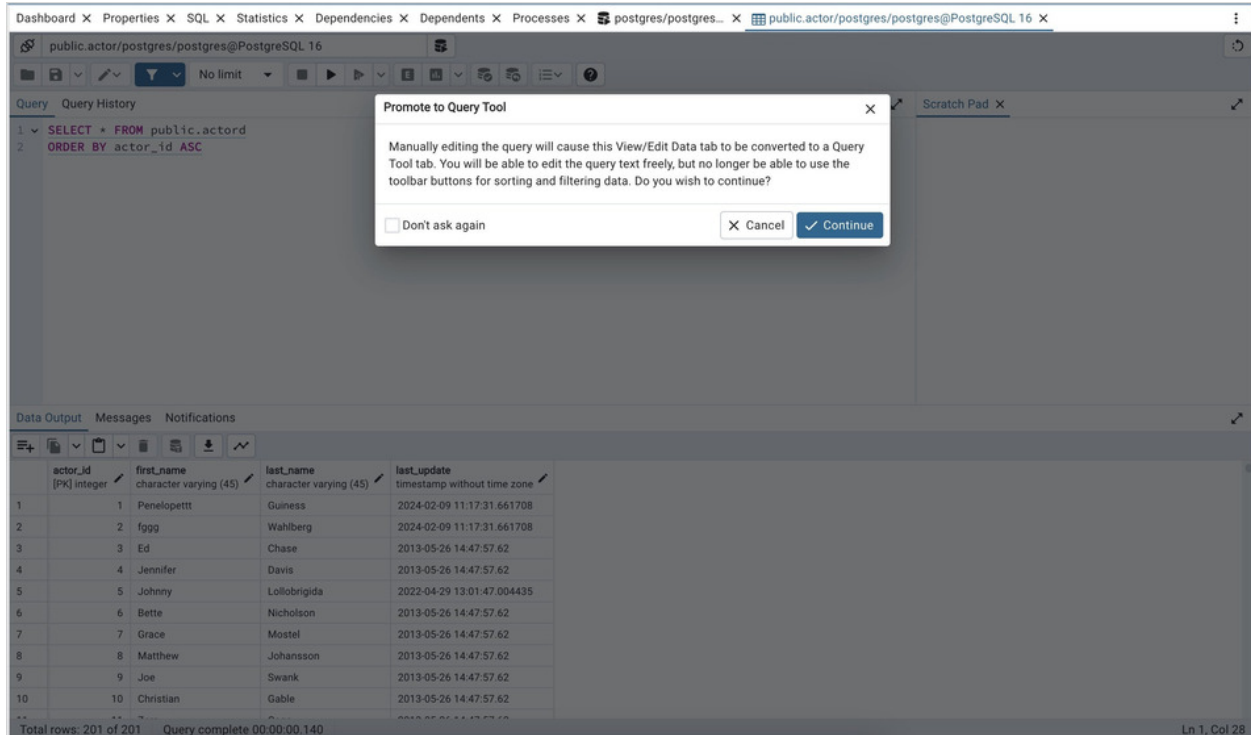 Dashboard Properties SQL Statistics Dependencies Dependents Processes postgres/postgres... public.actor/postgres/postgres@PostgreSQL 16
public.actor/postgres/postgres@PostgreSQL 16
No limit
Query Query History
Scratch Pad
1 SELECT * FROM public.actord
2 ORDER BY actor_id ASC
Promote to Query Tool
Manually editing the query will cause this View/Edit Data tab to be converted to a Query
Tool tab. You will be able to edit the query text freely, but no longer be able to use the
toolbar buttons for sorting and filtering data. Do you wish to continue?
Don't ask again Cancel Continue
Data Output Messages Notifications
actor_id first_name last_name last_update
[PK] integer character varying (45) character varying (45) timestamp without time zone
1 1 Penelopettt Guiness 2024-02-09 11:17:31.661708
2 2 fggg Wahlberg 2024-02-09 11:17:31.661708
3 3 Ed Chase 2013-05-26 14:47:57.62
4 4 Jennifer Davis 2013-05-26 14:47:57.62
5 5 Johnny Lollobrigida 2022-04-29 13:01:47.004435
6 6 Bette Nicholson 2013-05-26 14:47:57.62
7 7 Grace Mostel 2013-05-26 14:47:57.62
8 8 Matthew Johansson 2013-05-26 14:47:57.62
9 9 Joe Swank 2013-05-26 14:47:57.62
10 10 Christian Gable 2013-05-26 14:47:57.62
Total rows: 201 of 201 Query complete 00:00:00.140 Ln 1, Col 28